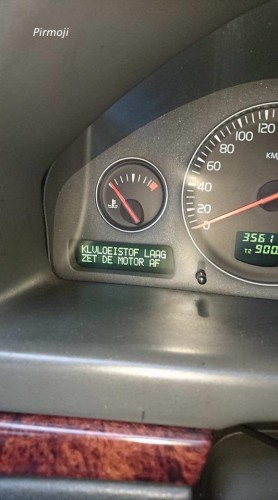 Pirmoji
120
100
80
KM
60
40
20
0
KLVLOEISTOF LAAG
ZET DE MOTOR AF
3561
T2 900